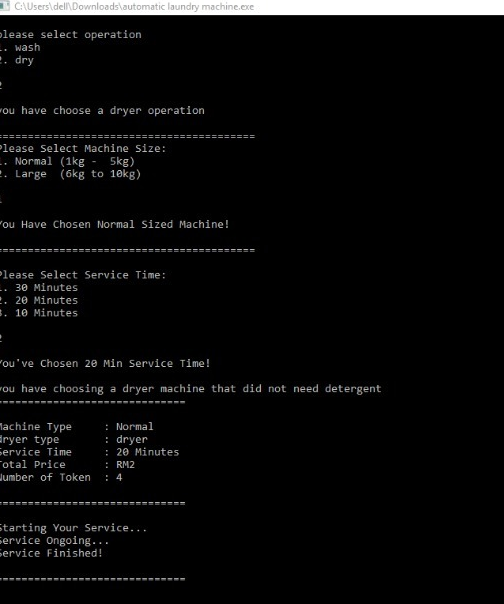 C:\Users\dell\Downloads\automatic laundry machine.exe
please select operation
1. wash
2. dry
2
you have choose a dryer operation
========================================
Please Select Machine Size:
1. Normal (1kg -  5kg)
2. Large  (6kg to 10kg)
1
You Have Chosen Normal Sized Machine!
========================================
Please Select Service Time:
1. 30 Minutes
2. 20 Minutes
3. 10 Minutes
2
You've Chosen 20 Min Service Time!
you have choosing a dryer machine that did not need detergent
==============================
Machine Type     : Normal
dryer type       : dryer
Service Time     : 20 Minutes
Total Price      : RM2
Number of Token  : 4
==============================
Starting Your Service...
Service Ongoing...
Service Finished!
==============================